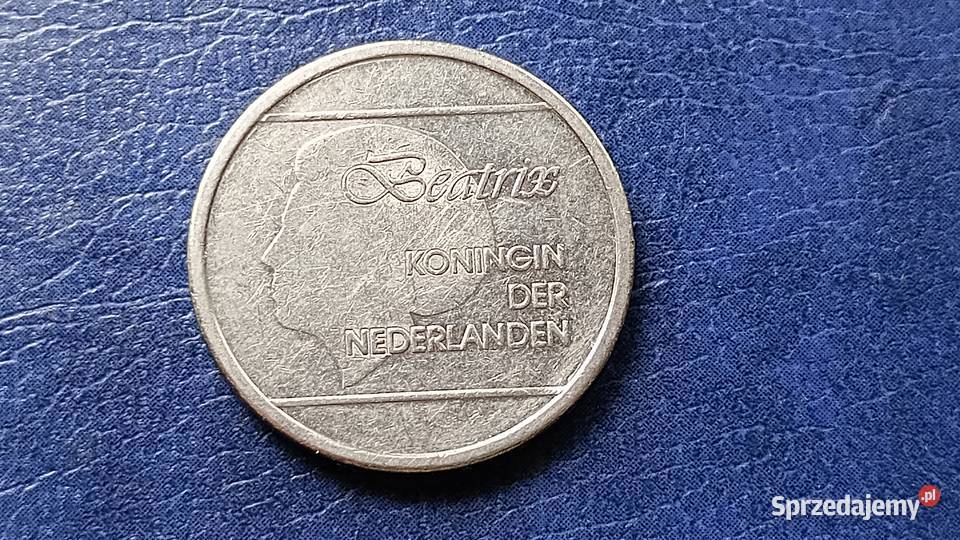 Beatrix
KONINGIN
DER
NEDERLANDEN
Sprzedajemy.pl